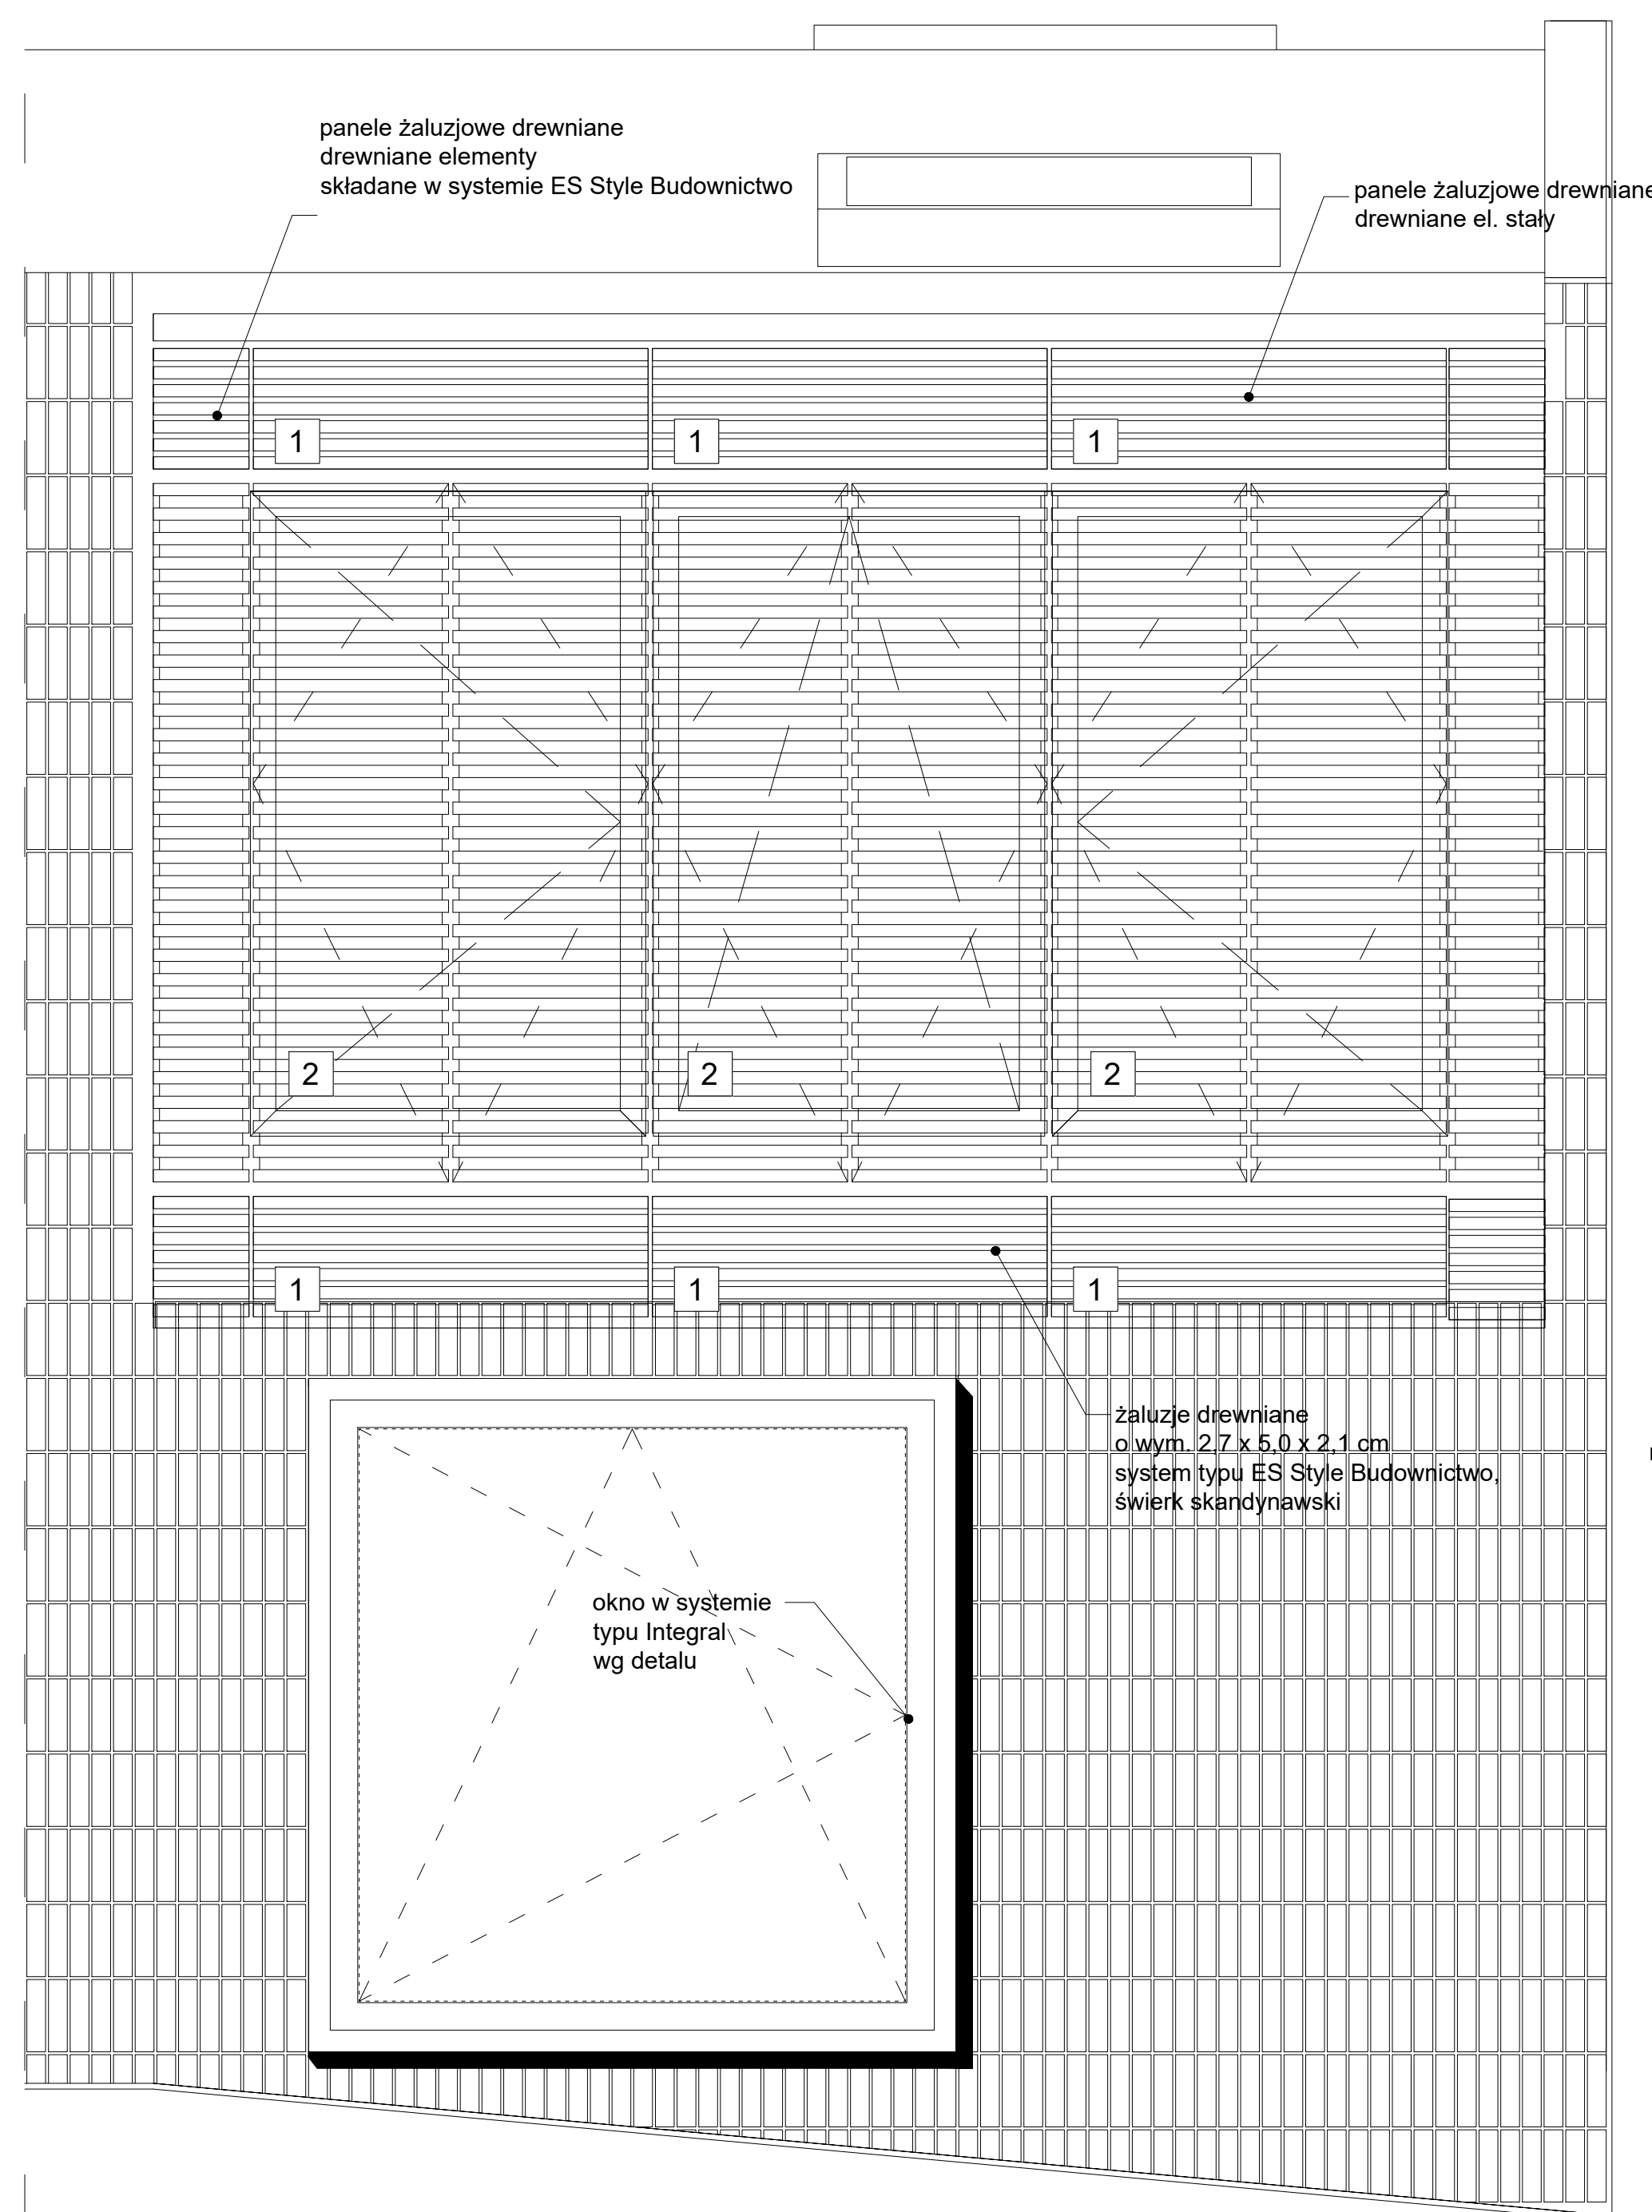 panele żaluzjowe drewniane
drewniane elementy
składane w systemie ES Style Budownictwo
panele żaluzjowe drewniane
drewniane el. stały
1
1
1
2
2
2
1
1
1
żaluzje drewniane
o wym. 2,7 x 5,0 x 2,1 cm
system typu ES Style Budownictwo,
świerk skandynawski
okno w systemie
typu Integral
wg detalu